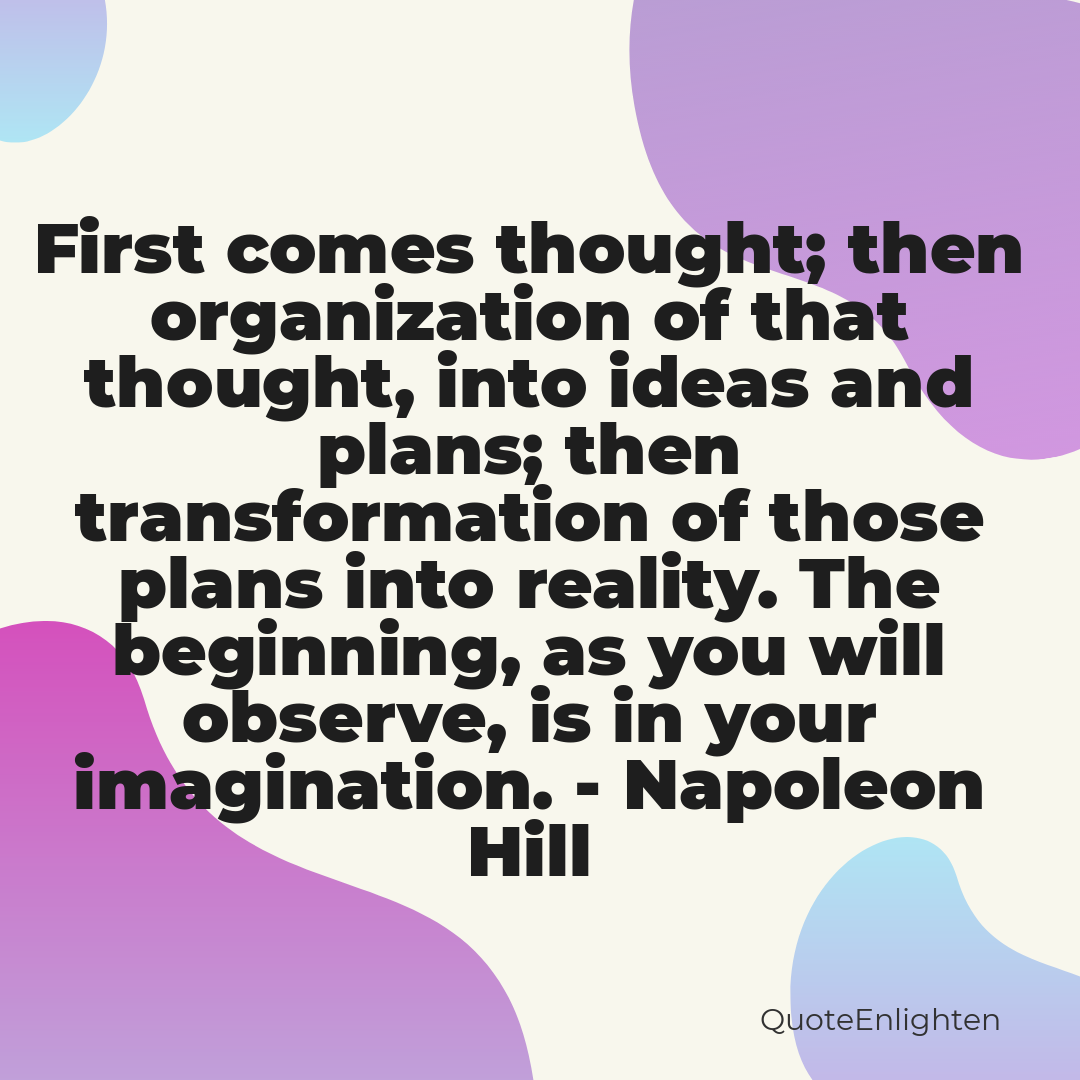 First comes thought; then
organization of that
thought, into ideas and
plans; then
transformation of those
plans into reality. The
beginning, as you will
observe, is in your
imagination. - Napoleon
Hill
QuoteEnlighten